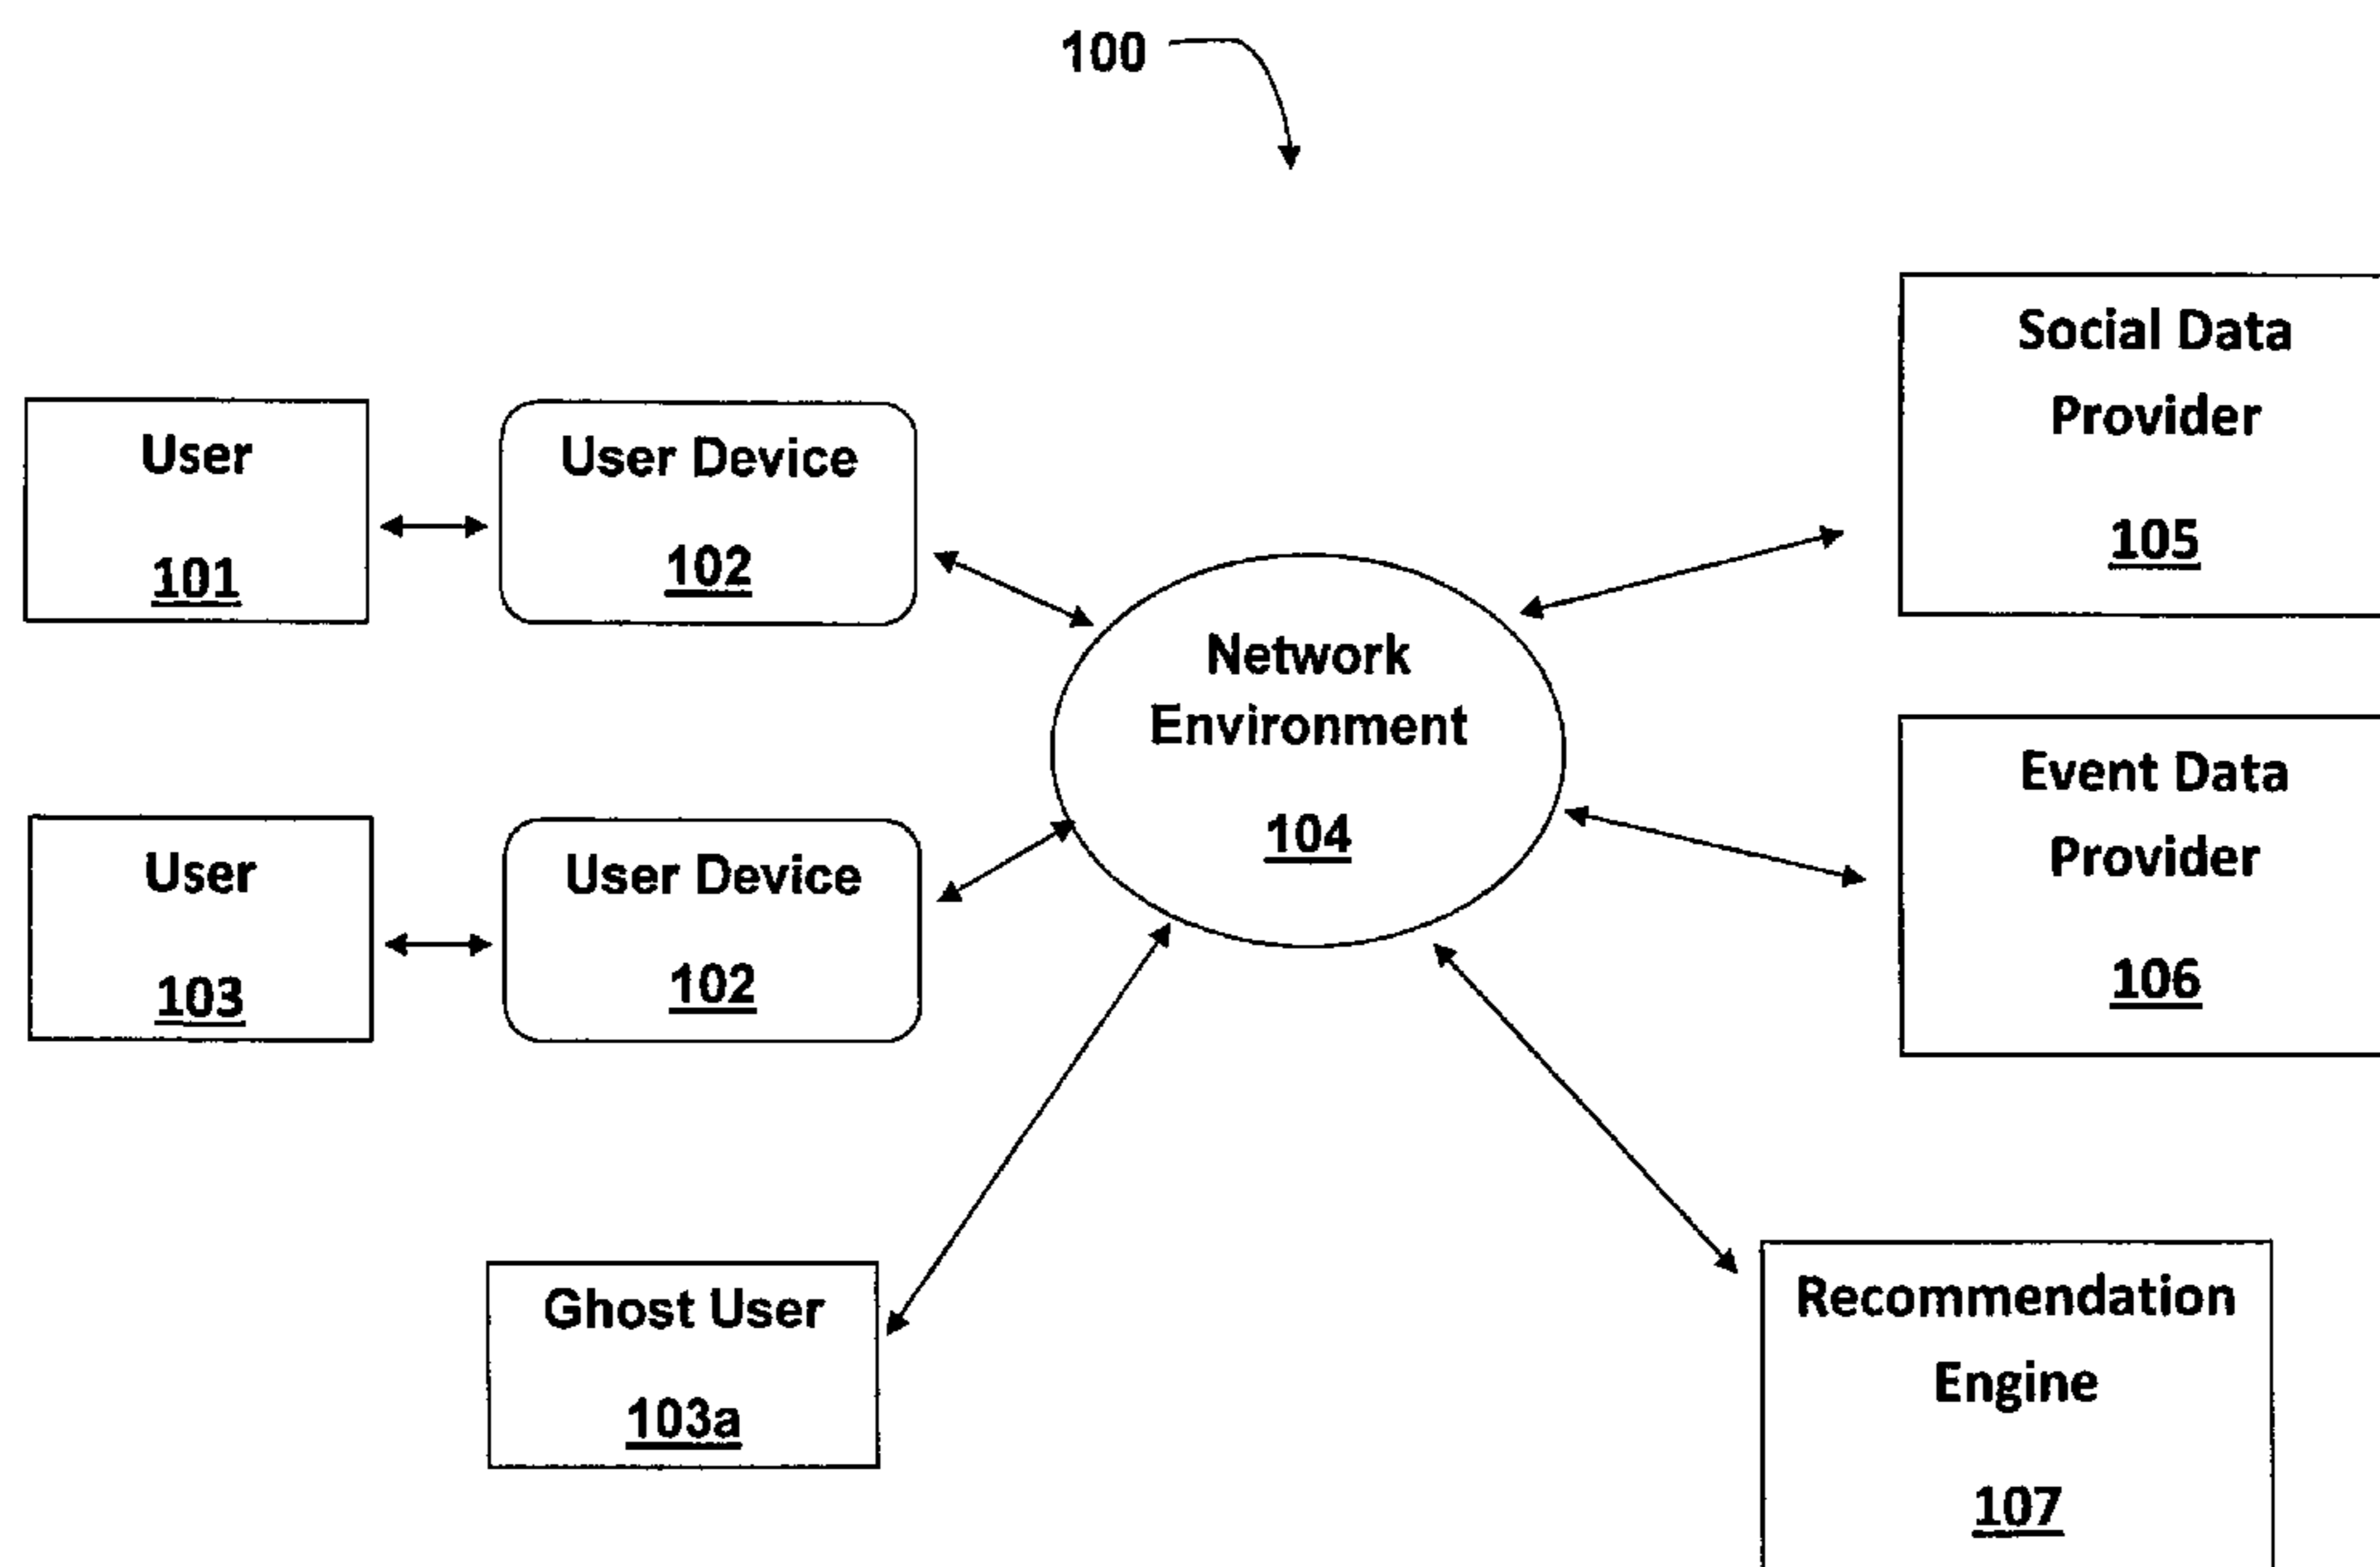 100
Social Data
Provider
105
User
101
User Device
102
Network
Environment
104
Event Data
Provider
106
User
103
User Device
102
Ghost User
103a
Recommendation
Engine
107